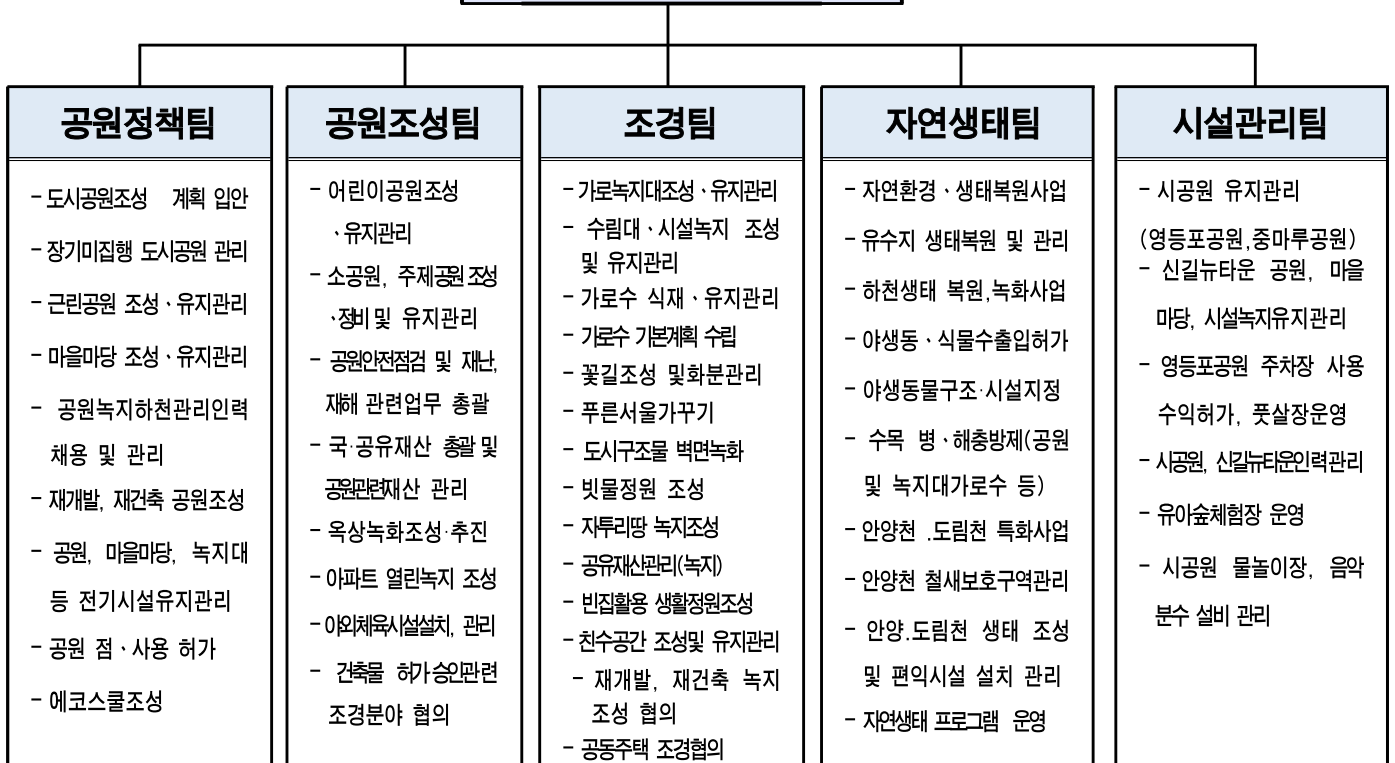 공원정책팀
- 도시공원조성 계획 입안
- 장기미집행 도시공원 관리
- 근린공원 조성、유지관리
- 마을마당 조성、유지관리
- 공원녹지하천관리인력
채용 및 관리
- 재개발, 재건축 공원조성
- 공원, 마을마당, 녹지대
등 전기시설유지관리
- 공원 점、사용 허가
- 에코스쿨조성
공원조성팀
- 어린이공원조성
、유지관리
- 소공원, 주제공원 조성
、정비 및 유지관리
- 공원안전점검 및 재난,
재해 관련업무 총괄
- 국·공유재산 총괄 및
공원관련재산 관리
- 옥상녹화조성·추진
- 아파트 열린녹지 조성
- 야외체육시설설치, 관리
- 건축물 허가·승인관련
조경분야 협의
조경팀
- 가로녹지대조성、유지관리
- 수림대、시설녹지 조성
및 유지관리
- 가로수 식재、유지관리
- 가로수 기본계획 수립
- 꽃길조성 및화분관리
- 푸른서울가꾸기
- 도시구조물 벽면녹화
- 빗물정원 조성
- 자투리땅 녹지조성
- 공유재산관리(녹지)
- 빈집활용 생활정원조성
- 친수공간 조성및 유지관리
- 재개발, 재건축 녹지
조성 협의
- 공동주택 조경협의
자연생태팀
- 자연환경、생태복원사업
- 유수지 생태복원 및 관리
- 하천생태 복원,녹화사업
- 야생동、식물수출입허가
- 야생동물구조·시설지정
- 수목 병、해충방제(공원
및 녹지대가로수 등)
- 안양천 .도림천 특화사업
- 안양천 철새보호구역관리
- 안양.도림천 생태 조성
및 편익시설 설치 관리
- 자연생태 프로그램 운영
시설관리팀
- 시공원 유지관리
(영등포공원,중마루공원)
- 신길뉴타운 공원, 마을
마당, 시설녹지유지관리
- 영등포공원 주차장 사용
수익허가, 풋살장운영
- 시공원, 신길뉴타운인력관리
- 유아숲체험장 운영
- 시공원 물놀이장, 음악
분수 설비 관리